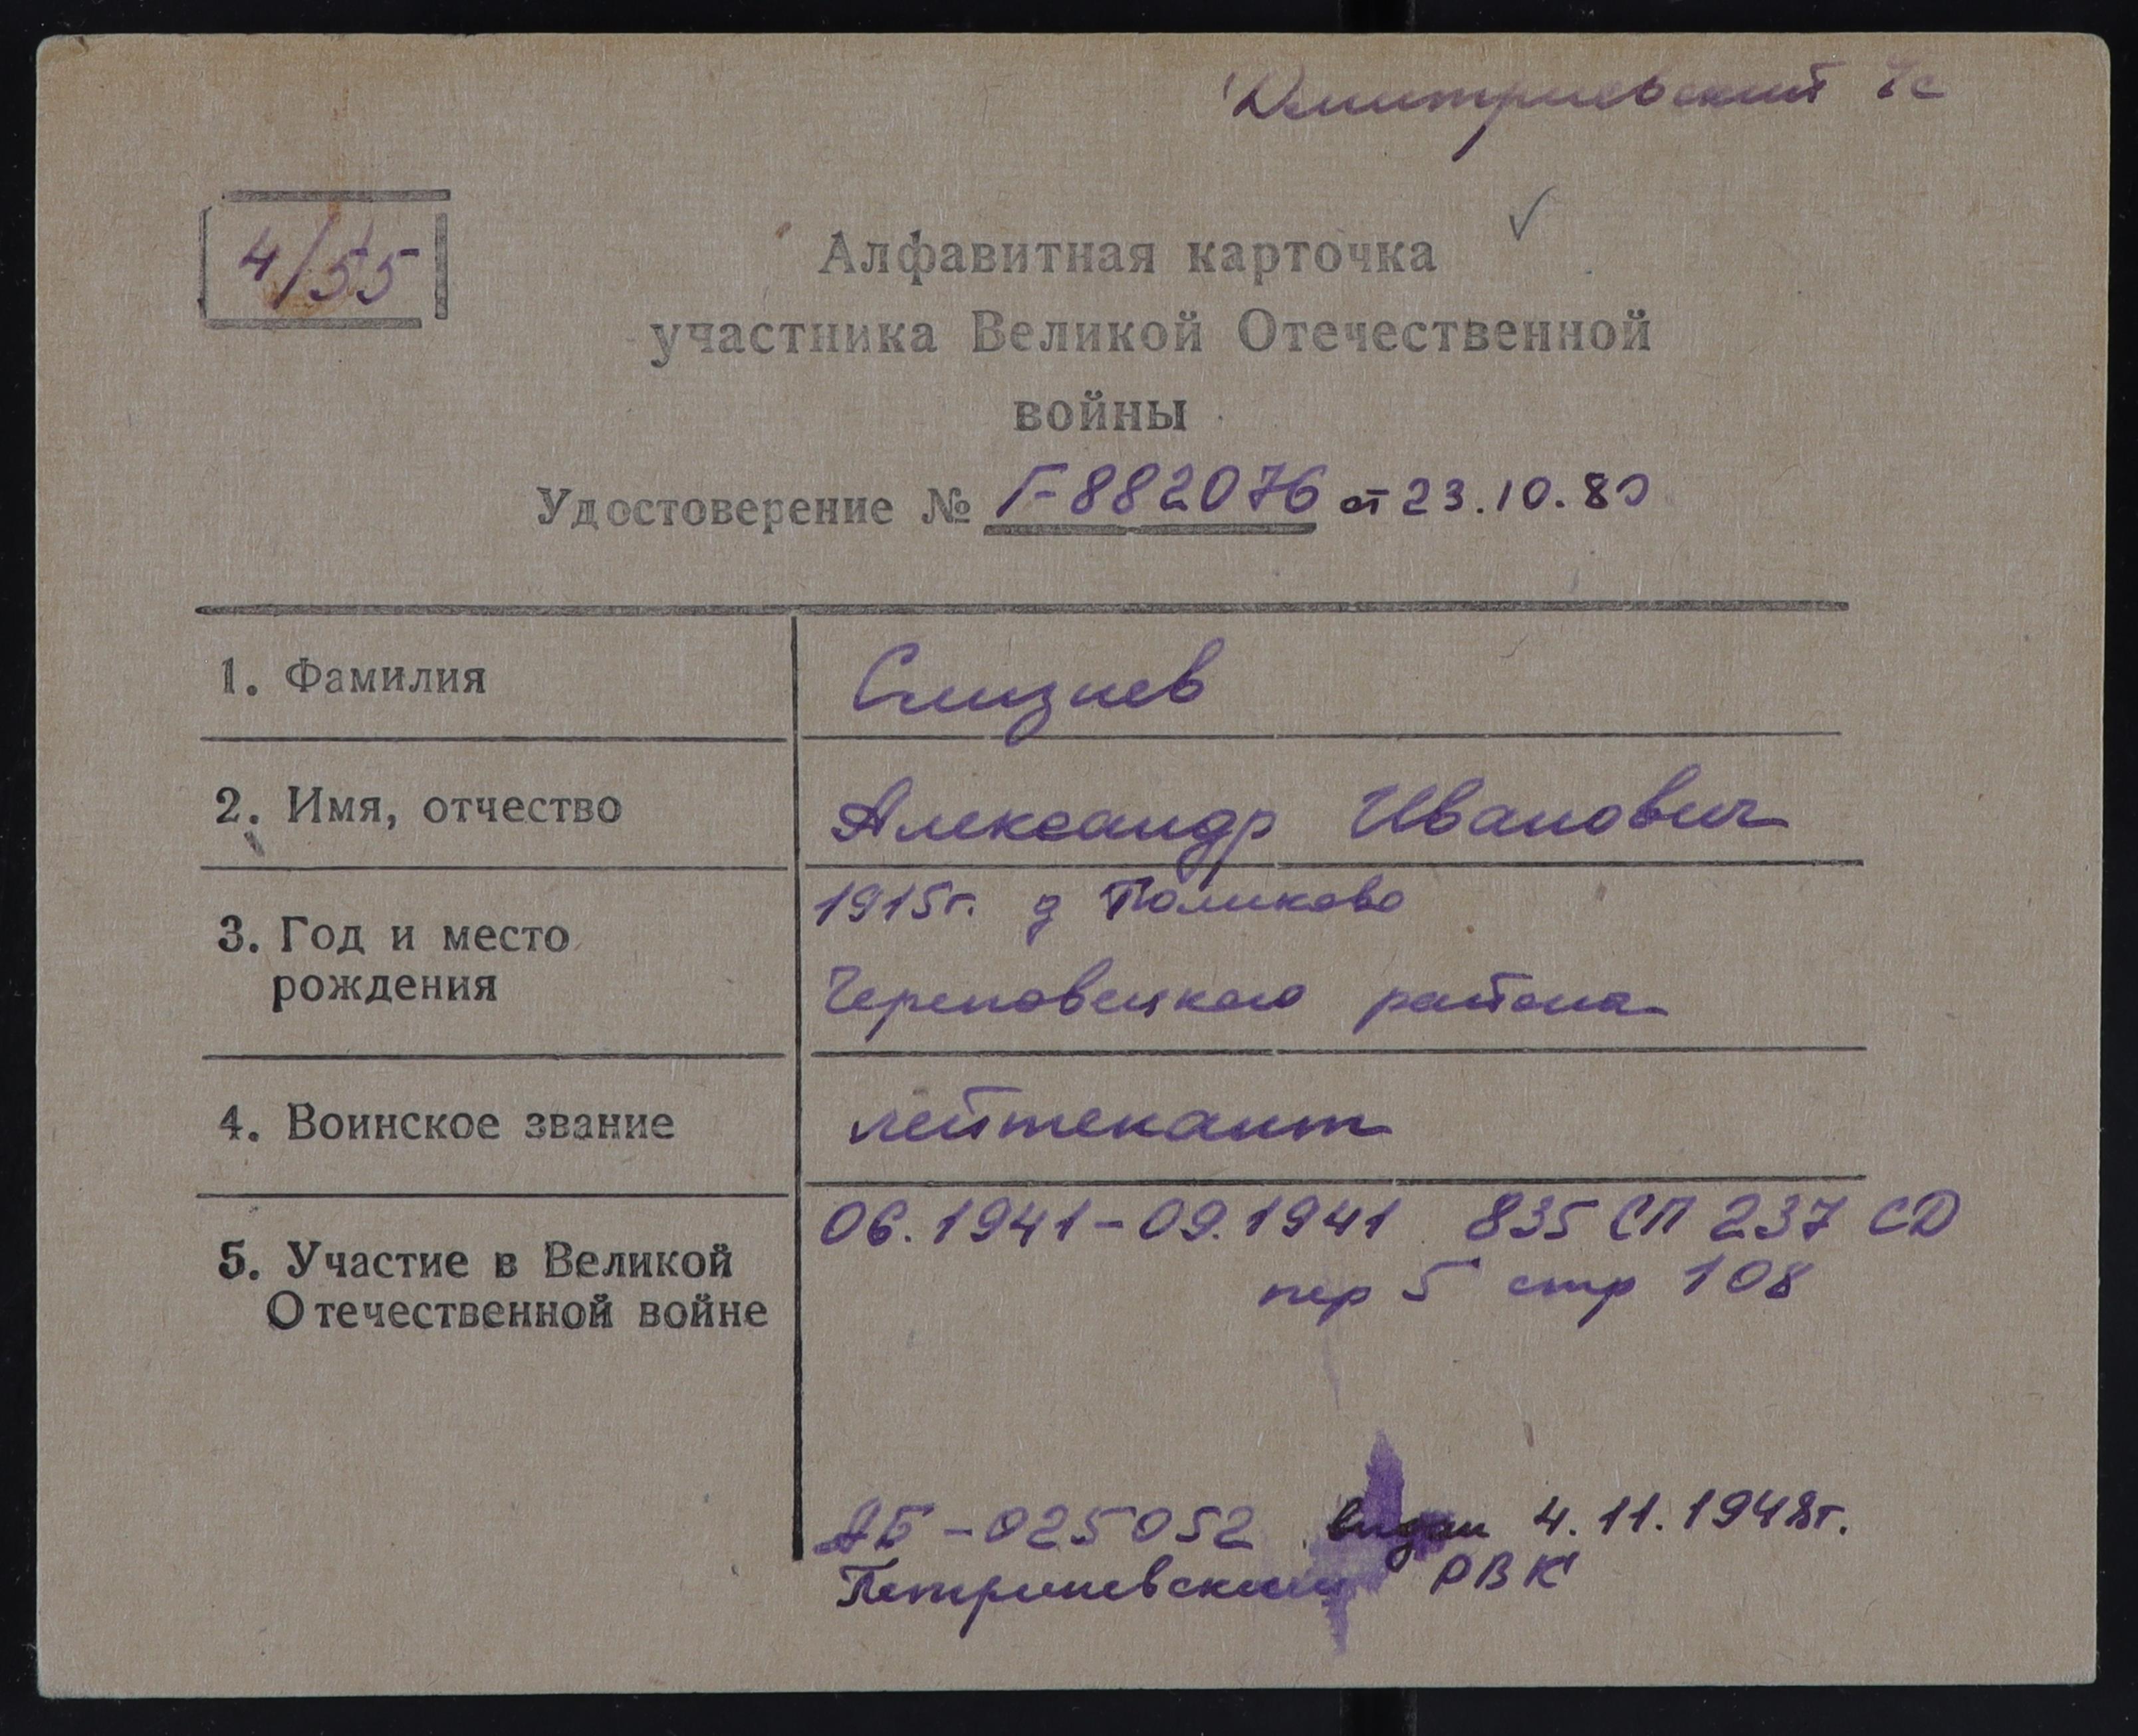 Дмитриевский с
4/55
Алфавитная карточка
участника Великой Отечественной
войны
Удостоверение № Г-882076 от 23.10.80
1. Фамилия
Слизнев
2. Имя, отчество
Александр Иванович
3. Год и место рождения
1915г. д Поликово
Череповецкого района
4. Воинское звание
лейтенант
5. Участие в Великой Отечественной войне
06.1941-09.1941 835 СП 237 СД
пер 5 стр 108
АБ-025052 выдан 4.11.1948г.
Петриневским РВК